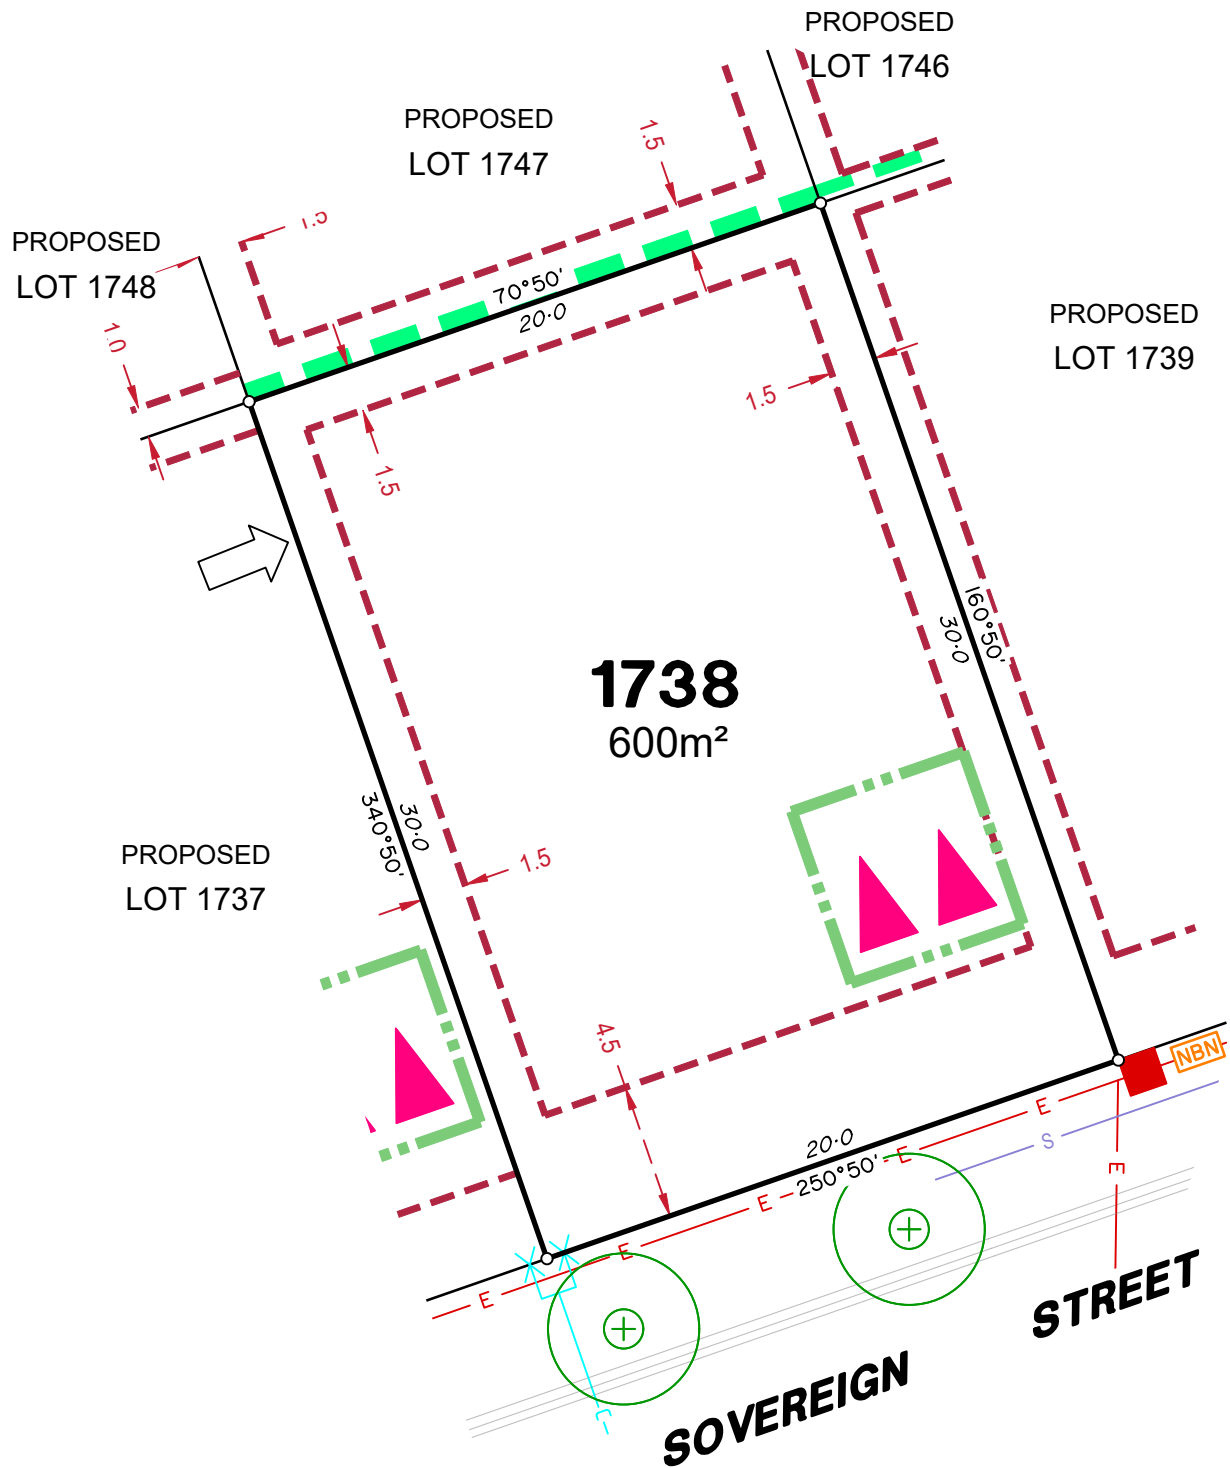 PROPOSED
LOT 1746
PROPOSED
LOT 1747
1.5
1.5
PROPOSED
LOT 1748
70°50'
20·0
1.0
PROPOSED
LOT 1739
1.5
1.5
160°50'
30·0
1738
600m²
340°50'
30·0
PROPOSED
LOT 1737
1.5
4.5
NBN
E
S
20·0
E
250°50'
E
E
E
E
C
STREET
SOVEREIGN